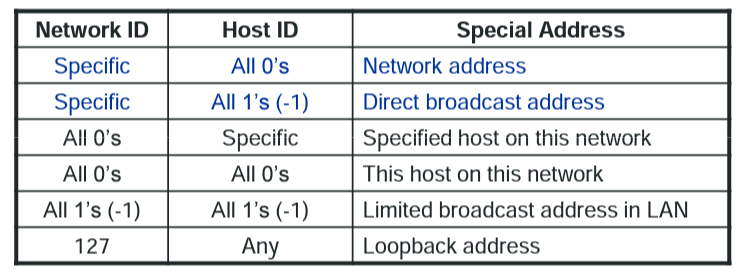 Network ID Host ID Special Address
Specific All 0's Network address
Specific All 1's (-1) Direct broadcast address
All 0's Specific Specified host on this network
All 0's All 0's This host on this network
All 1's (-1) All 1's (-1) Limited broadcast address in LAN
127 Any Loopback address